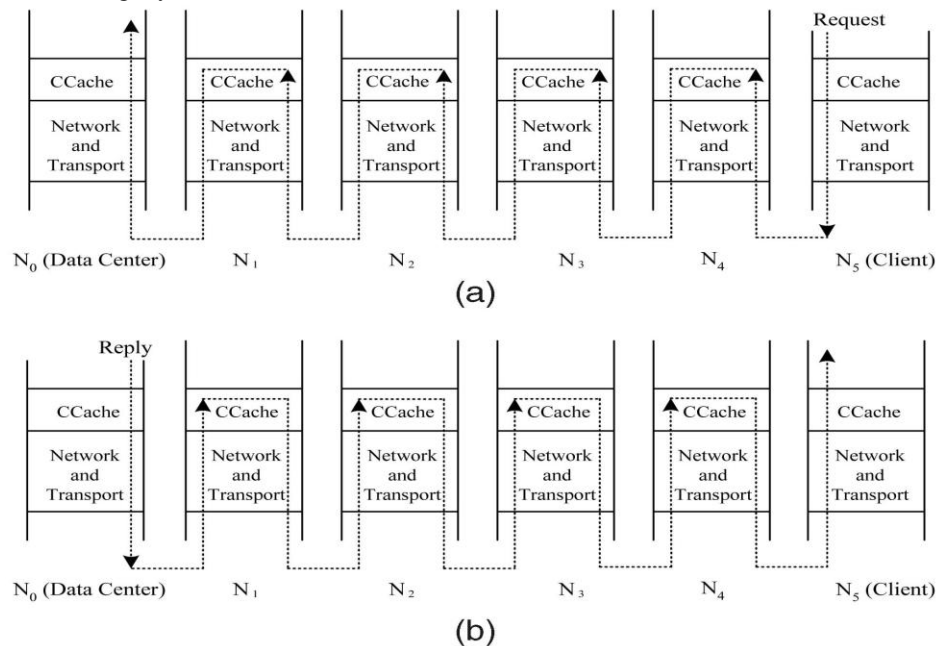 Request
CCache CCache CCache CCache CCache CCache
Network Network Network Network Network Network
and and and and and and
Transport Transport Transport Transport Transport Transport
N0 (Data Center) N1 N2 N3 N4 N5 (Client)
(a)
Reply
CCache CCache CCache CCache CCache CCache
Network Network Network Network Network Network
and and and and and and
Transport Transport Transport Transport Transport Transport
N0 (Data Center) N1 N2 N3 N4 N5 (Client)
(b)